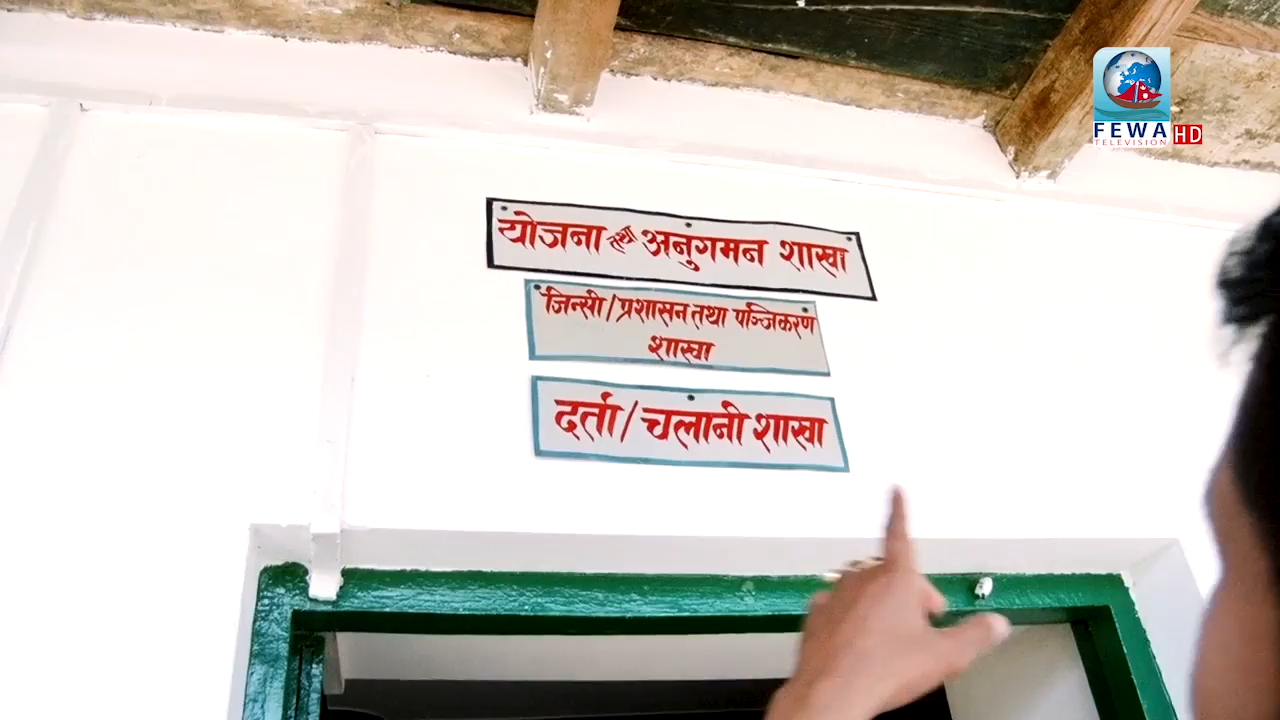 FEWA HD
TELEVISION
योजना तथा अनुगमन शाखा
जिन्सी/प्रशासन तथा पञ्जिकरण
शाखा
दर्ता/चलानी शाखा